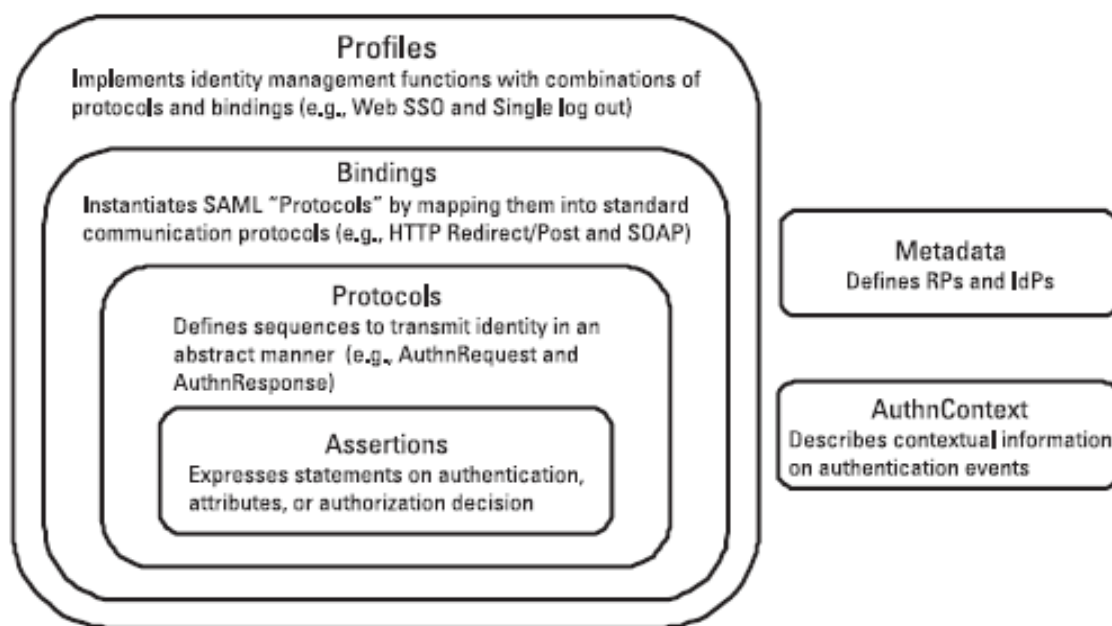 Profiles
Implements identity management functions with combinations of
protocols and bindings (e.g., Web SSO and Single log out)
Bindings
Instantiates SAML "Protocols" by mapping them into standard
communication protocols (e.g., HTTP Redirect/Post and SOAP)
Protocols
Defines sequences to transmit identity in an
abstract manner (e.g., AuthnRequest and
AuthnResponse)
Assertions
Expresses statements on authentication,
attributes, or authorization decision
Metadata
Defines RPs and IdPs
AuthnContext
Describes contextual information
on authentication events